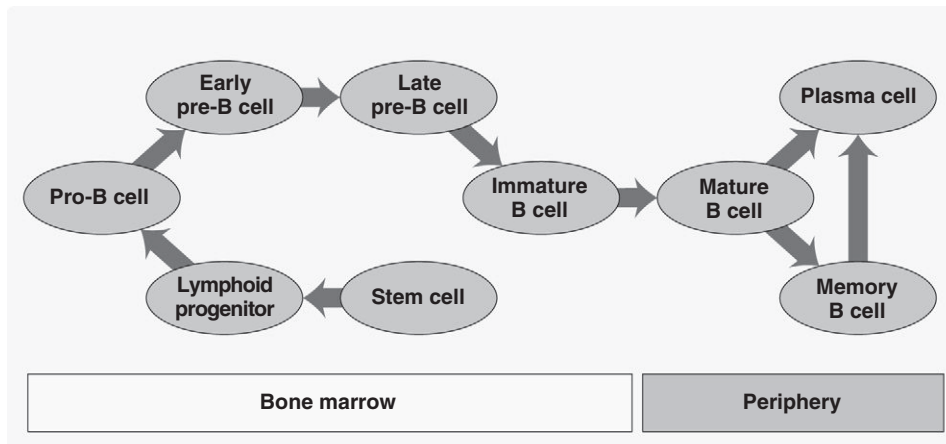 Early
pre-B cell
Late
pre-B cell
Plasma cell
Pro-B cell
Immature
B cell
Mature
B cell
Lymphoid
progenitor
Stem cell
Memory
B cell
Bone marrow
Periphery